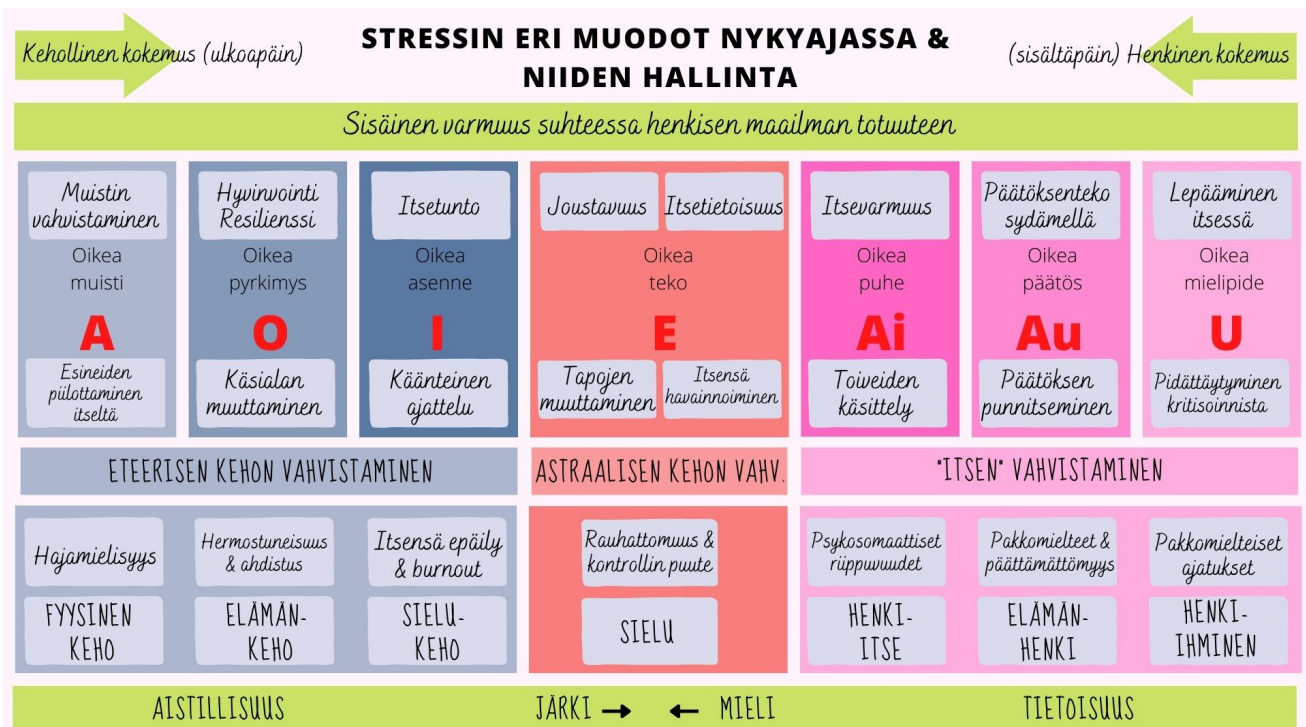 STRESSIN ERI MUODOT NYKYAJASSA &
NIIDEN HALLINTA
Kehollinen kokemus (ulkoapäin)
(sisältäpäin) Henkinen kokemus
Sisäinen varmuus suhteessa henkisen maailman totuuteen
Muistin
vahvistaminen
Oikea
muisti
A
Esineiden
piilottaminen
itseltä
Hyvinvointi
Resilienssi
Oikea
pyrkimys
O
Käsialan
muuttaminen
Itsetunto
Oikea
asenne
I
Käänteinen
ajattelu
Joustavuus
Itsetietoisuus
Oikea
teko
E
Tapojen
muuttaminen
Itsensä
havainnoiminen
Itsevarmuus
Oikea
puhe
Ai
Toiveiden
käsittely
Päätöksenteko
sydämellä
Oikea
päätös
Au
Päätöksen
punnitseminen
Lepääminen
itsessä
Oikea
mielipide
U
Pidättäytyminen
kritisoinnista
ETEERISEN KEHON VAHVISTAMINEN
ASTRAALISEN KEHON VAHV.
"ITSEN" VAHVISTAMINEN
Hajamielisyys
FYYSINEN
KEHO
Hermostuneisuus
& ahdistus
ELÄMÄN-
KEHO
Itsensä epäily
& burnout
SIELU-
KEHO
Rauhattomuus &
kontrollin puute
SIELU
Psykosomaattiset
riippuvuudet
HENKI-
ITSE
Pakkomielteet &
päättämättömyys
ELÄMÄN-
HENKI
Pakkomielteiset
ajatukset
HENKI-
IHMINEN
AISTILLISUUS
JÄRKI → ← MIELI
TIETOISUUS